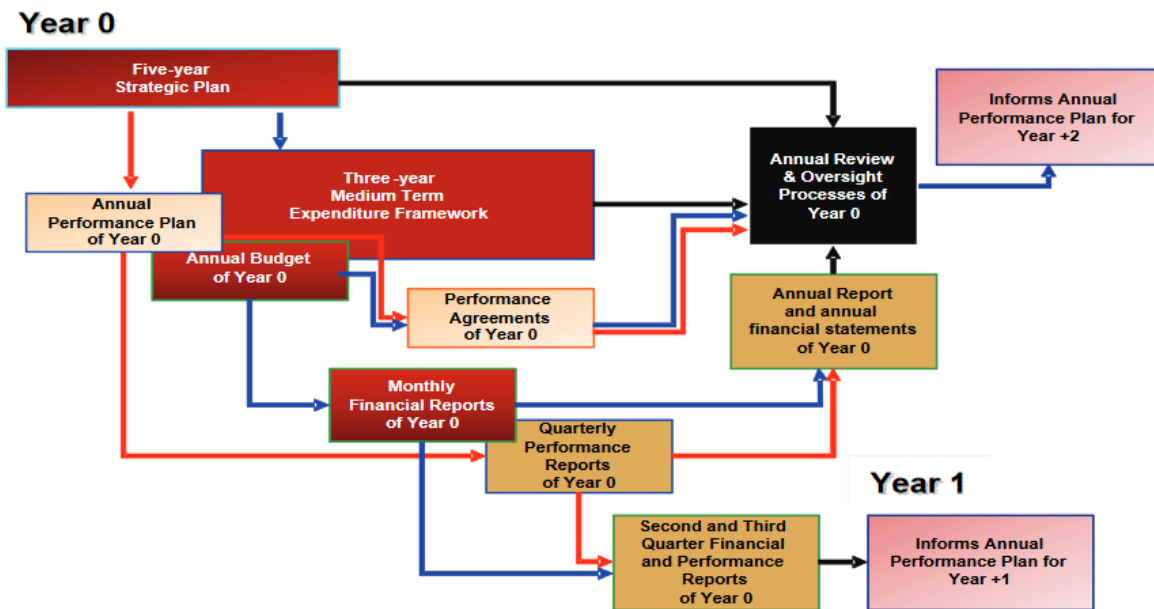 Year 0
Five-year
Strategic Plan
Informs Annual
Performance Plan for
Year +2
Annual Review
& Oversight
Processes of
Year 0
Three -year
Medium Term
Expenditure Framework
Annual
Performance Plan
of Year 0
Annual Budget
of Year 0
Performance
Agreements
of Year 0
Annual Report
and annual
financial statements
of Year 0
Monthly
Financial Reports
of Year 0
Quarterly
Performance
Reports
of Year 0
Year 1
Second and Third
Quarter Financial
and Performance
Reports
of Year 0
Informs Annual
Performance Plan for
Year +1